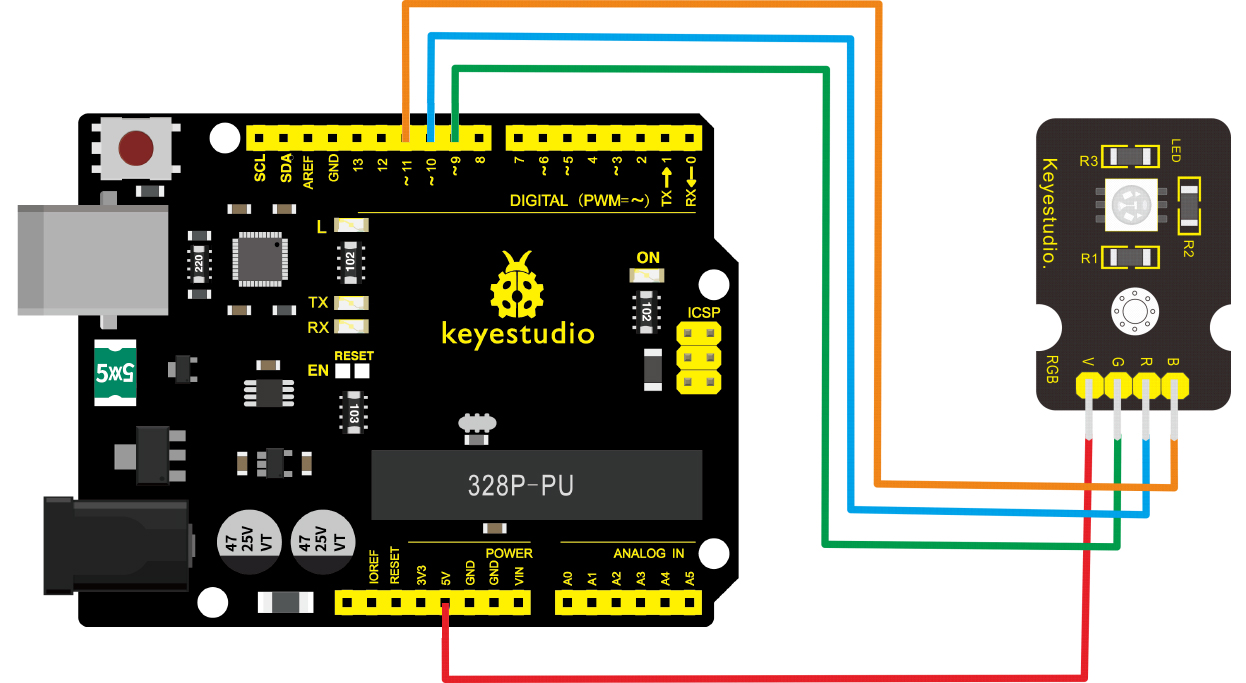 SCL
SDA
AREF
GND
13
12
~11
~10
~9
8
7
~6
~5
4
~3
2
TX→1
RX←0
DIGITAL (PWM=~)
L
220
102
TX
RX
ON
102
ICSP
keyestudio
RESET
EN
103
328P-PU
47
25V
VT
47
25V
VT
POWER
ANALOG IN
IOREF
RESET
3V3
5V
GND
GND
VIN
A0
A1
A2
A3
A4
A5
Keyestudio.
R3
LED
R2
R1
RGB
V
G
R
B